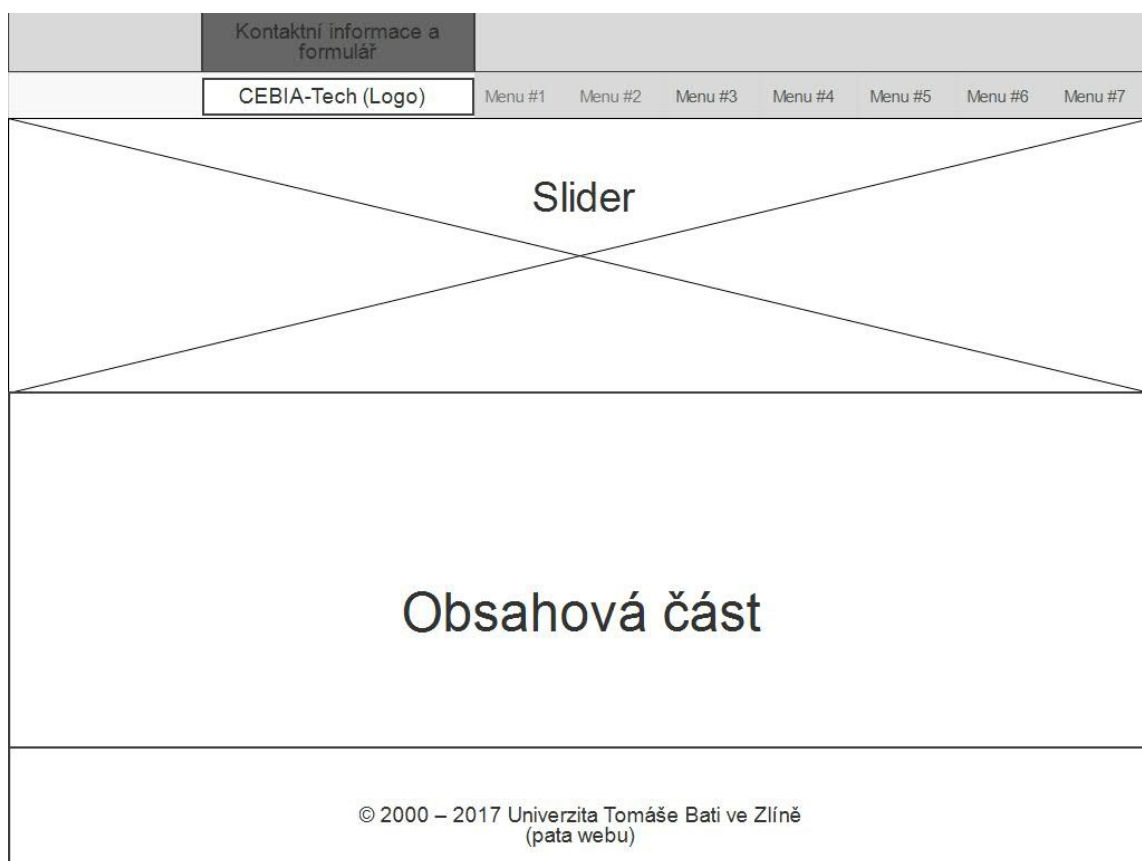 Kontaktní informace a
formulář
CEBIA-Tech (Logo)
Menu #1
Menu #2
Menu #3
Menu #4
Menu #5
Menu #6
Menu #7
Slider
Obsahová část
© 2000 – 2017 Univerzita Tomáše Bati ve Zlíně
(pata webu)